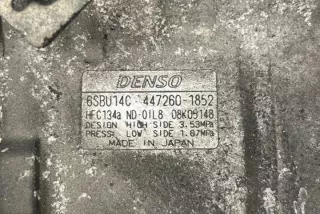 DENSO
6SBU14C 447260-1852
HFC134a ND-OIL8 08K09148
DESIGN HIGH SIDE 3.53MPa
PRESS. LOW SIDE 1.67MPa
MADE IN JAPAN